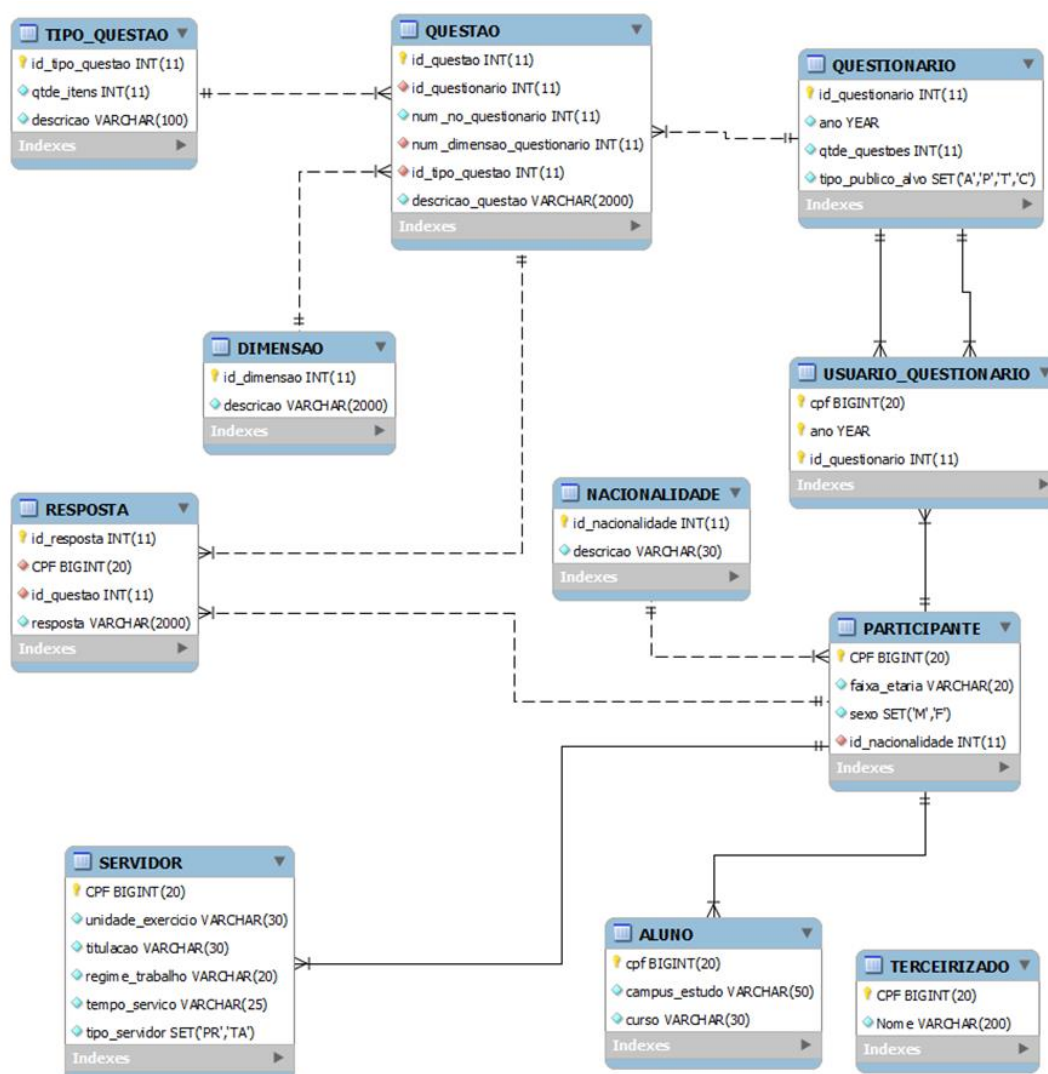 TIPO_QUESTAO
id_tipo_questao INT(11)
qtde_itens INT(11)
descricao VARCHAR(100)
Indexes
QUESTAO
id_questao INT(11)
id_questionario INT(11)
num_no_questionario INT(11)
num_dimensao_questionario INT(11)
id_tipo_questao INT(11)
descricao_questao VARCHAR(2000)
Indexes
QUESTIONARIO
id_questionario INT(11)
ano YEAR
qtde_questoes INT(11)
tipo_publico_alvo SET('A','P','T','C')
Indexes
DIMENSAO
id_dimensao INT(11)
descricao VARCHAR(2000)
Indexes
USUARIO_QUESTIONARIO
cpf BIGINT(20)
ano YEAR
id_questionario INT(11)
Indexes
RESPOSTA
id_resposta INT(11)
CPF BIGINT(20)
id_questao INT(11)
resposta VARCHAR(2000)
Indexes
NACIONALIDADE
id_nacionalidade INT(11)
descricao VARCHAR(30)
Indexes
PARTICIPANTE
CPF BIGINT(20)
faixa_etaria VARCHAR(20)
sexo SET('M','F')
id_nacionalidade INT(11)
Indexes
SERVIDOR
CPF BIGINT(20)
unidade_exercicio VARCHAR(30)
titulacao VARCHAR(30)
regime_trabalho VARCHAR(20)
tempo_servico VARCHAR(25)
tipo_servidor SET('PR','TA')
Indexes
ALUNO
cpf BIGINT(20)
campus_estudo VARCHAR(50)
curso VARCHAR(30)
Indexes
TERCEIRIZADO
CPF BIGINT(20)
Nome VARCHAR(200)
Indexes